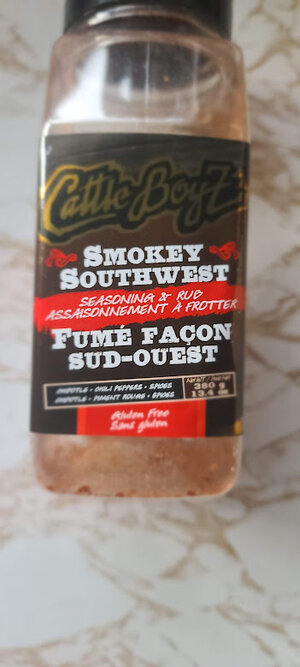 Cattle Boyz
SMOKEY
SOUTHWEST
SEASONING & RUB
ASSAISONNEMENT À FROTTER
FUMÉ FAÇON
SUD-OUEST
CHIPOTLE • CHILI PEPPERS • SPICES
CHIPOTLE • PIMENT ROUGE • ÉPICES
380 g
13.4 oz
Gluten Free
Sans gluten